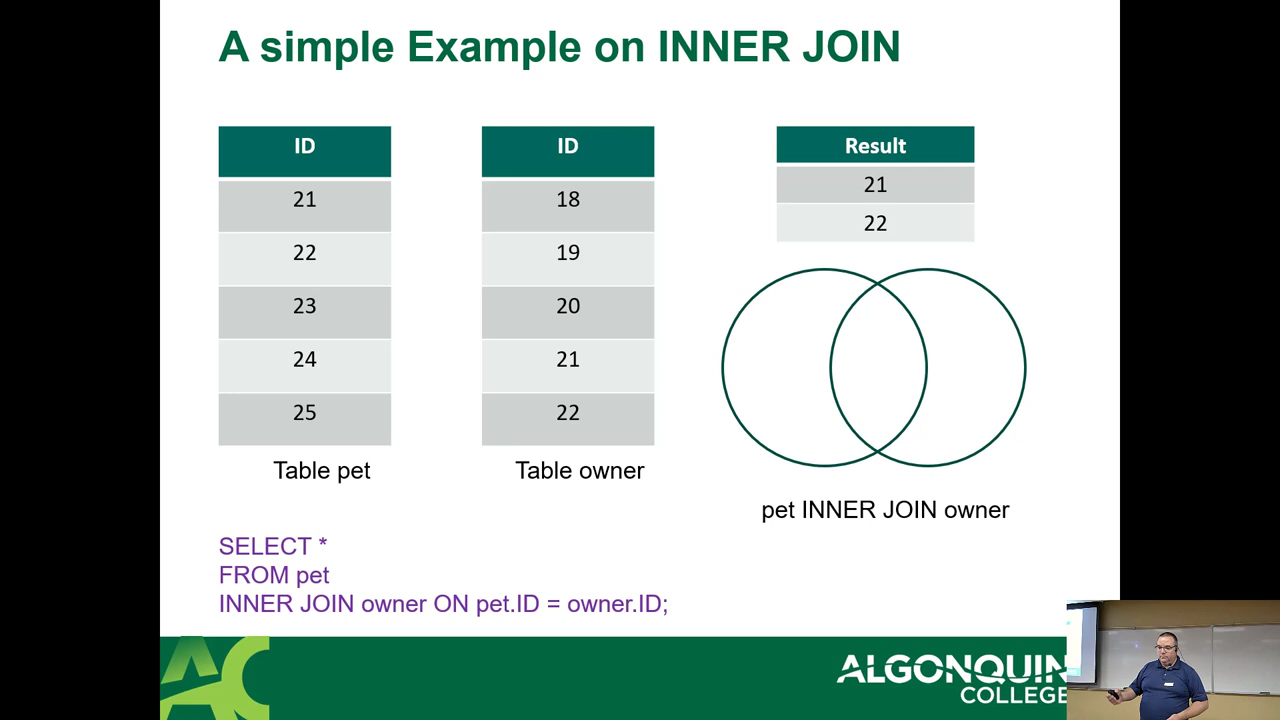 A simple Example on INNER JOIN
ID
21
22
23
24
25
Table pet
ID
18
19
20
21
22
Table owner
Result
21
22
pet INNER JOIN owner
SELECT *
FROM pet
INNER JOIN owner ON pet.ID = owner.ID;
AC
ALGONQUIN
COLLEGE